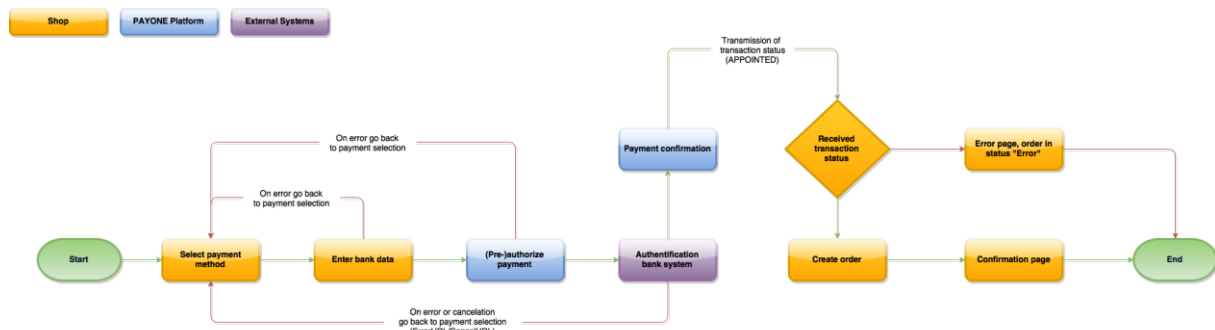 Shop
PAYONE Platform
External Systems
Transmission of
transaction status
(APPOINTED)
On error go back
to payment selection
Payment confirmation
Received
transaction
status
Error page, order in
status "Error"
On error go back
to payment selection
Start
Select payment
method
Enter bank data
(Pre-)authorize
payment
Authentification
bank system
Create order
Confirmation page
End
On error or cancelation
go back to payment selection